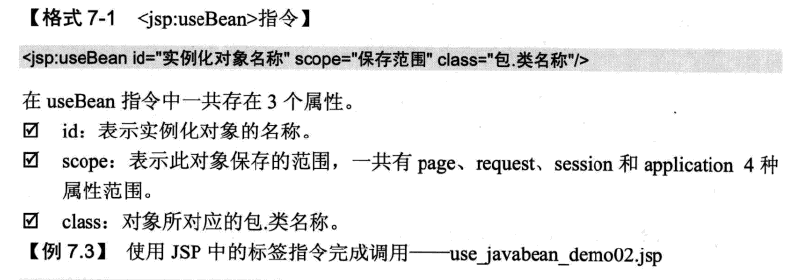 【格式 7-1 <jsp:useBean>指令】
<jsp:useBean id="实例化对象名称" scope="保存范围" class="包.类名称"/>
在 useBean 指令中一共存在 3 个属性。
☑ id：表示实例化对象的名称。
☑ scope：表示此对象保存的范围，一共有 page、request、session 和 application 4 种
属性范围。
☑ class：对象所对应的包.类名称。
【例 7.3】 使用 JSP 中的标签指令完成调用——use_javabean_demo02.jsp